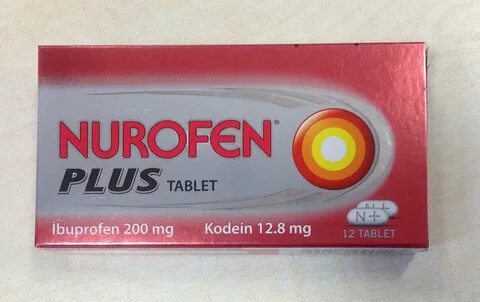 NUROFEN®
PLUS TABLET
İbuprofen 200 mg Kodein 12.8 mg
N+ N+
12 TABLET